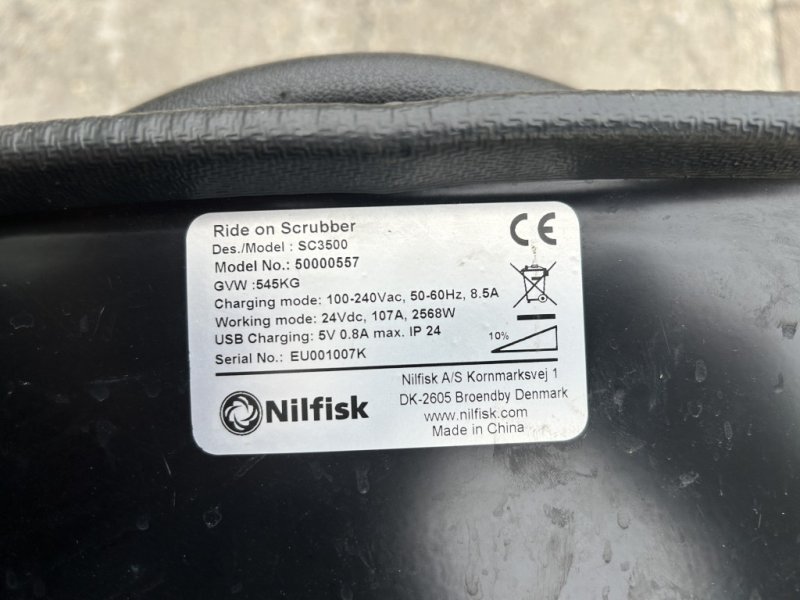 Ride on Scrubber
Des./Model : SC3500
Model No.: 50000557
GVW :545KG
Charging mode: 100-240Vac, 50-60Hz, 8.5A
Working mode: 24Vdc, 107A, 2568W
USB Charging: 5V 0.8A max. IP 24
Serial No.: EU001007K
CE
10%
Nilfisk
Nilfisk A/S Kornmarksvej 1
DK-2605 Broendby Denmark
www.nilfisk.com
Made in China